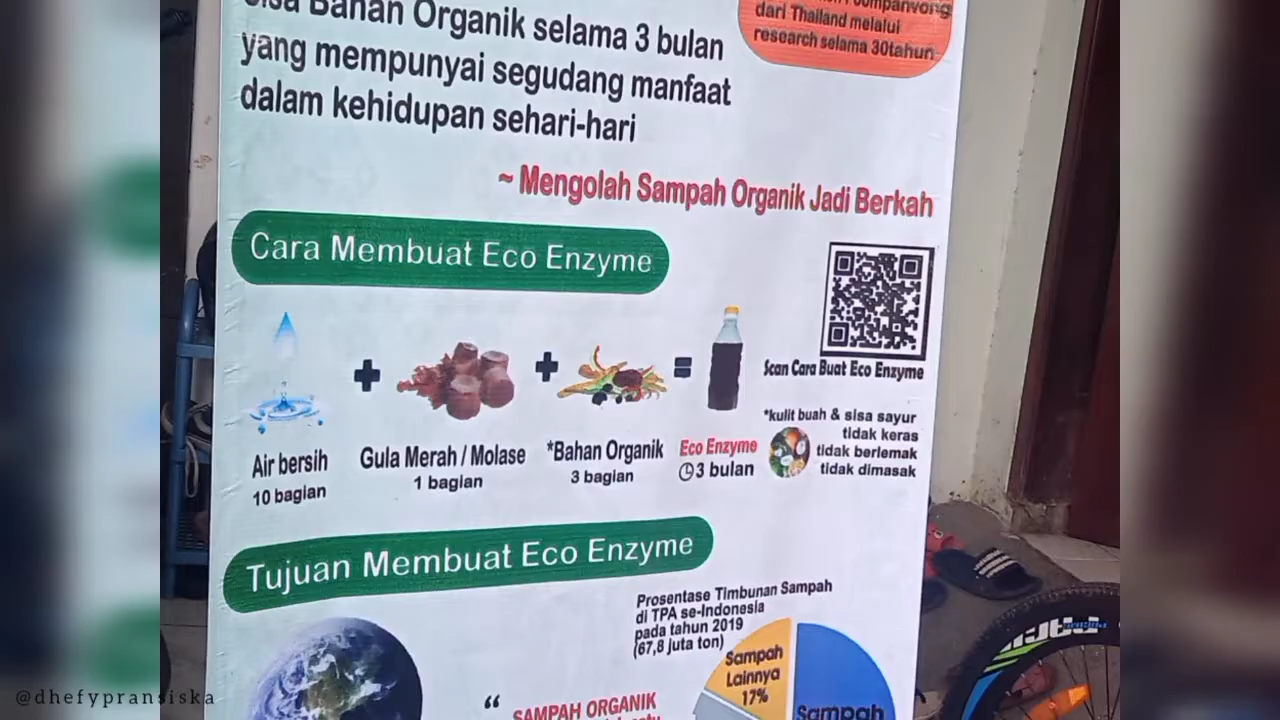 Bahan Organik selama 3 bulan
yang mempunyai segudang manfaat
dalam kehidupan sehari-hari
dari Thailand melalui
research selama 30tahun
~ Mengolah Sampah Organik Jadi Berkah
Cara Membuat Eco Enzyme
+
+
=
Scan Cara Buat Eco Enzyme
Air bersih
10 bagian
Gula Merah / Molase
1 bagian
*Bahan Organik
3 bagian
Eco Enzyme
3 bulan
*kulit buah & sisa sayur
tidak keras
tidak berlemak
tidak dimasak
Tujuan Membuat Eco Enzyme
Prosentase Timbunan Sampah
di TPA se-Indonesia
pada tahun 2019
(67,8 juta ton)
Sampah
Lainnya
17%
Sampah
“
SAMPAH ORGANIK
@dhefypransiska